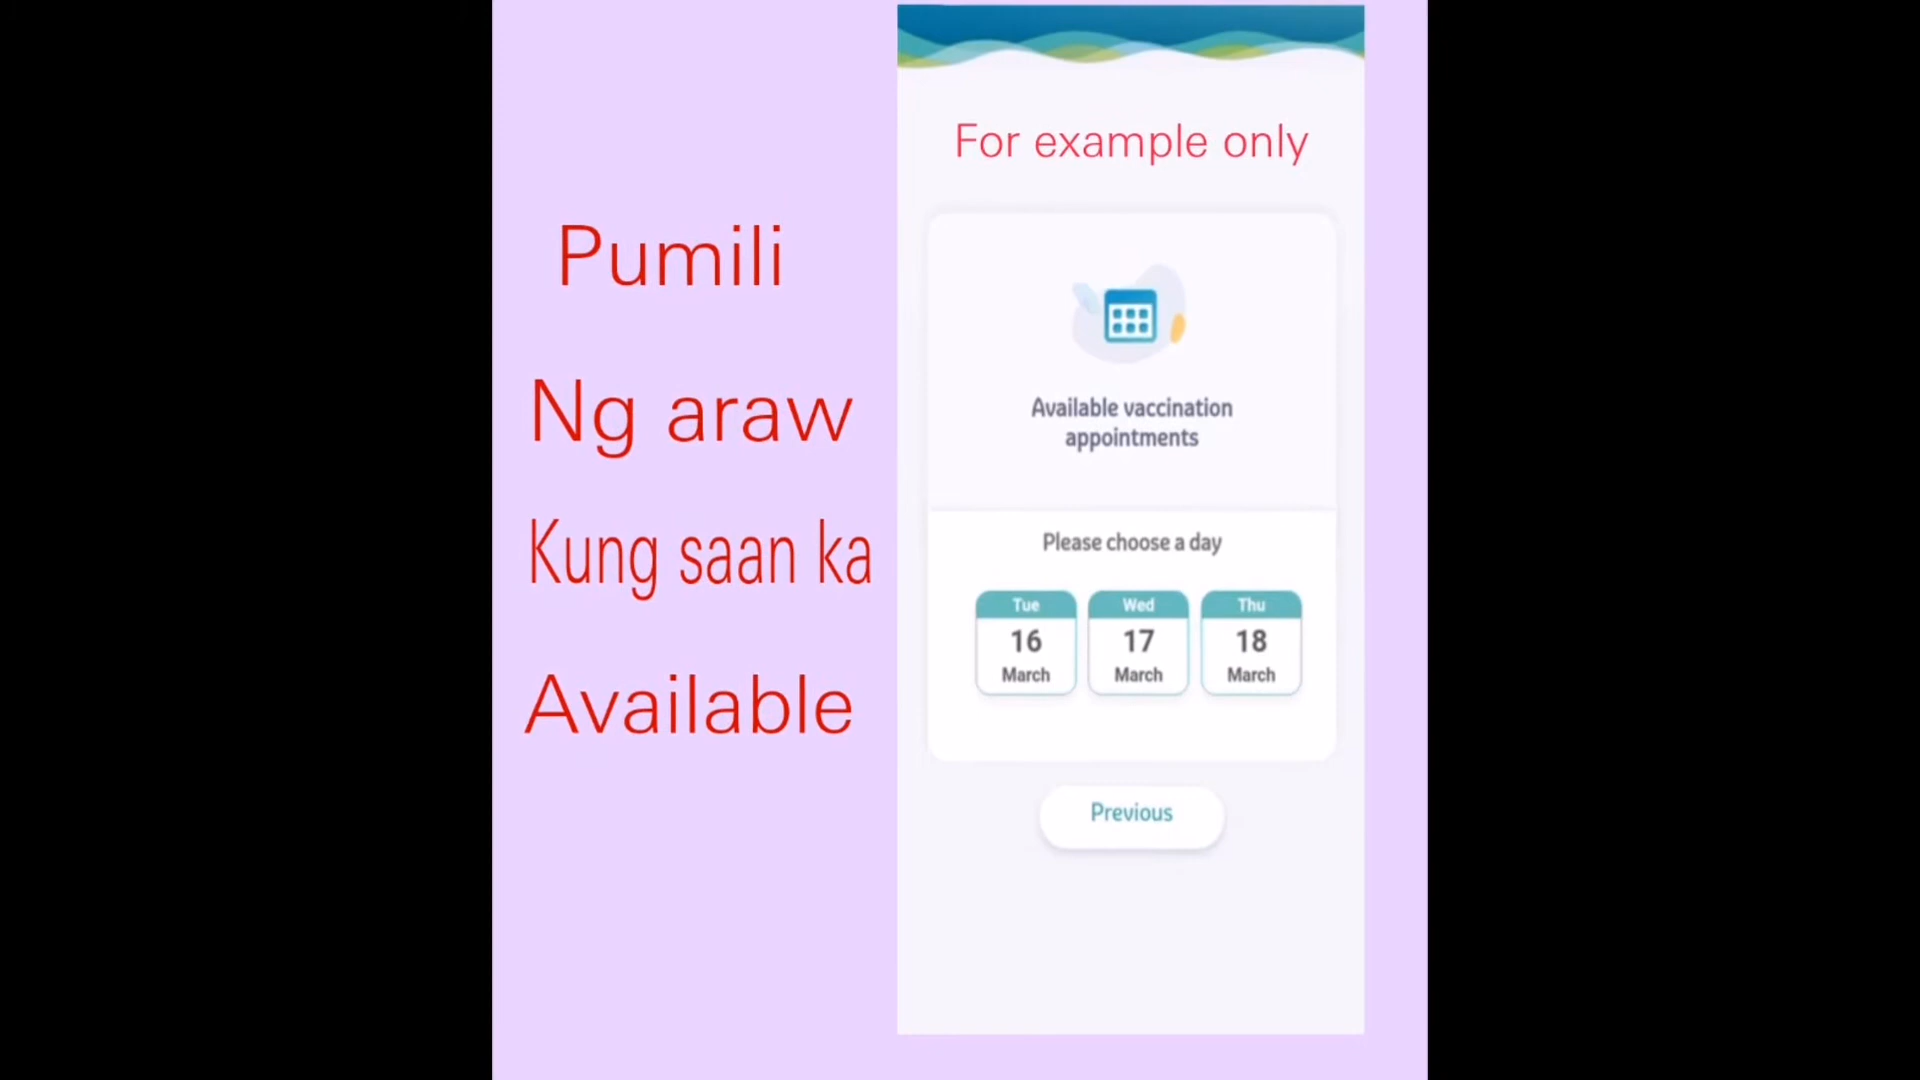 Pumili
Ng araw
Kung saan ka
Available
For example only
Available vaccination
appointments
Please choose a day
Tue
16
March
Wed
17
March
Thu
18
March
Previous